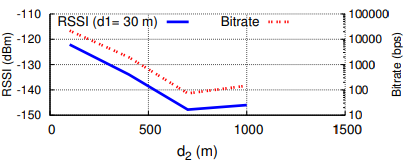 RSSI (d1= 30 m) Bitrate
-110 100000
-120 10000
-130 1000
-140 100
-150 10
0 500 1000 1500
RSSI (dBm)
Bitrate (bps)
d2 (m)